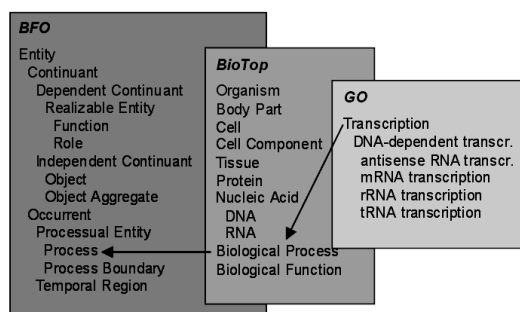 BFO
Entity
Continuant
Dependent Continuant
Realizable Entity
Function
Role
Independent Continuant
Object
Object Aggregate
Occurrent
Processual Entity
Process
Process Boundary
Temporal Region
BioTop
Organism
Body Part
Cell
Cell Component
Tissue
Protein
Nucleic Acid
DNA
RNA
Biological Process
Biological Function
GO
Transcription
DNA-dependent transcr.
antisense RNA transcr.
mRNA transcription
rRNA transcription
tRNA transcription